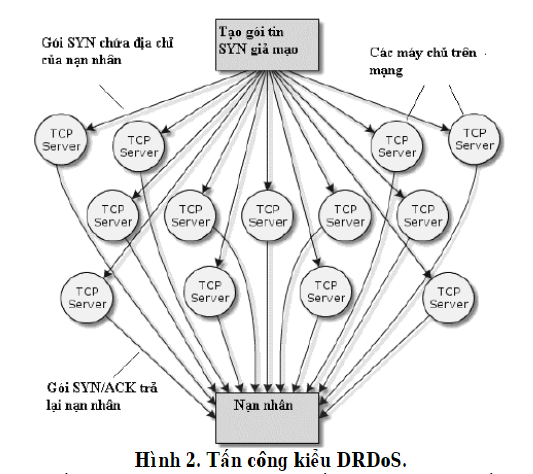 Tạo gói tin
SYN giả mạo
Gói SYN chứa địa chỉ
của nạn nhân
Các máy chủ trên
mạng
TCP
Server
TCP
Server
TCP
Server
TCP
Server
TCP
Server
TCP
Server
TCP
Server
TCP
Server
TCP
Server
TCP
Server
TCP
Server
TCP
Server
TCP
Server
Gói SYN/ACK trả
lại nạn nhân
Nạn nhân
Hình 2. Tấn công kiểu DRDoS.